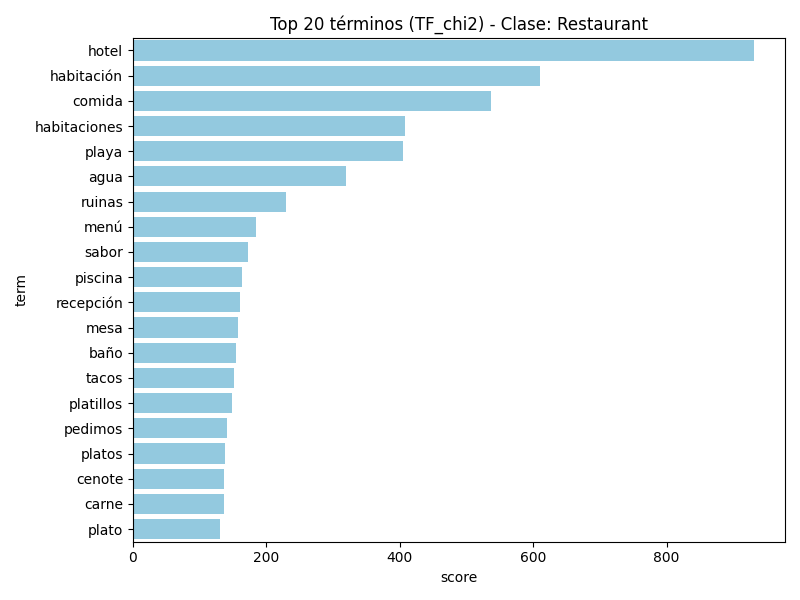 Top 20 términos (TF_chi2) - Clase: Restaurant
term
hotel
habitación
comida
habitaciones
playa
agua
ruinas
menú
sabor
piscina
recepción
mesa
baño
tacos
platillos
pedimos
platos
cenote
carne
plato
0 200 400 600 800
score